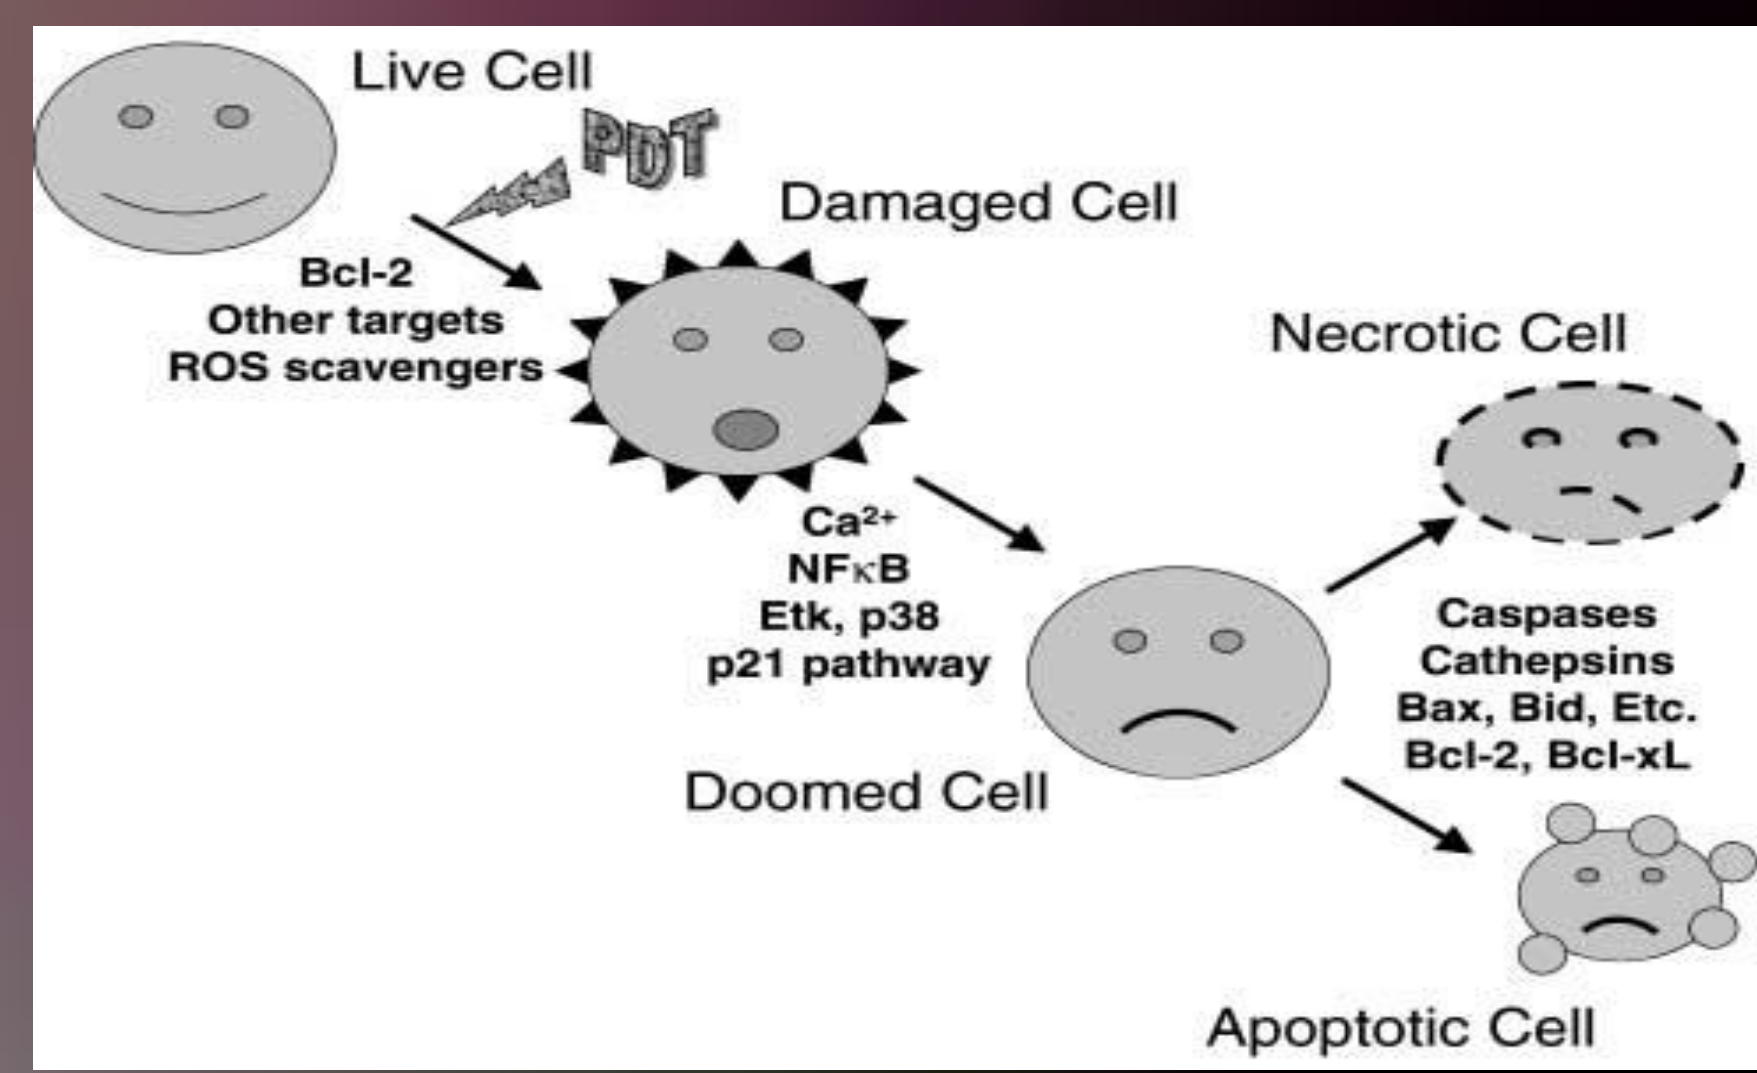 Live Cell
PDT
Damaged Cell
Bcl-2
Other targets
ROS scavengers
Necrotic Cell
Ca²⁺
NFκB
Etk, p38
p21 pathway
Caspases
Cathepsins
Bax, Bid, Etc.
Bcl-2, Bcl-xL
Doomed Cell
Apoptotic Cell